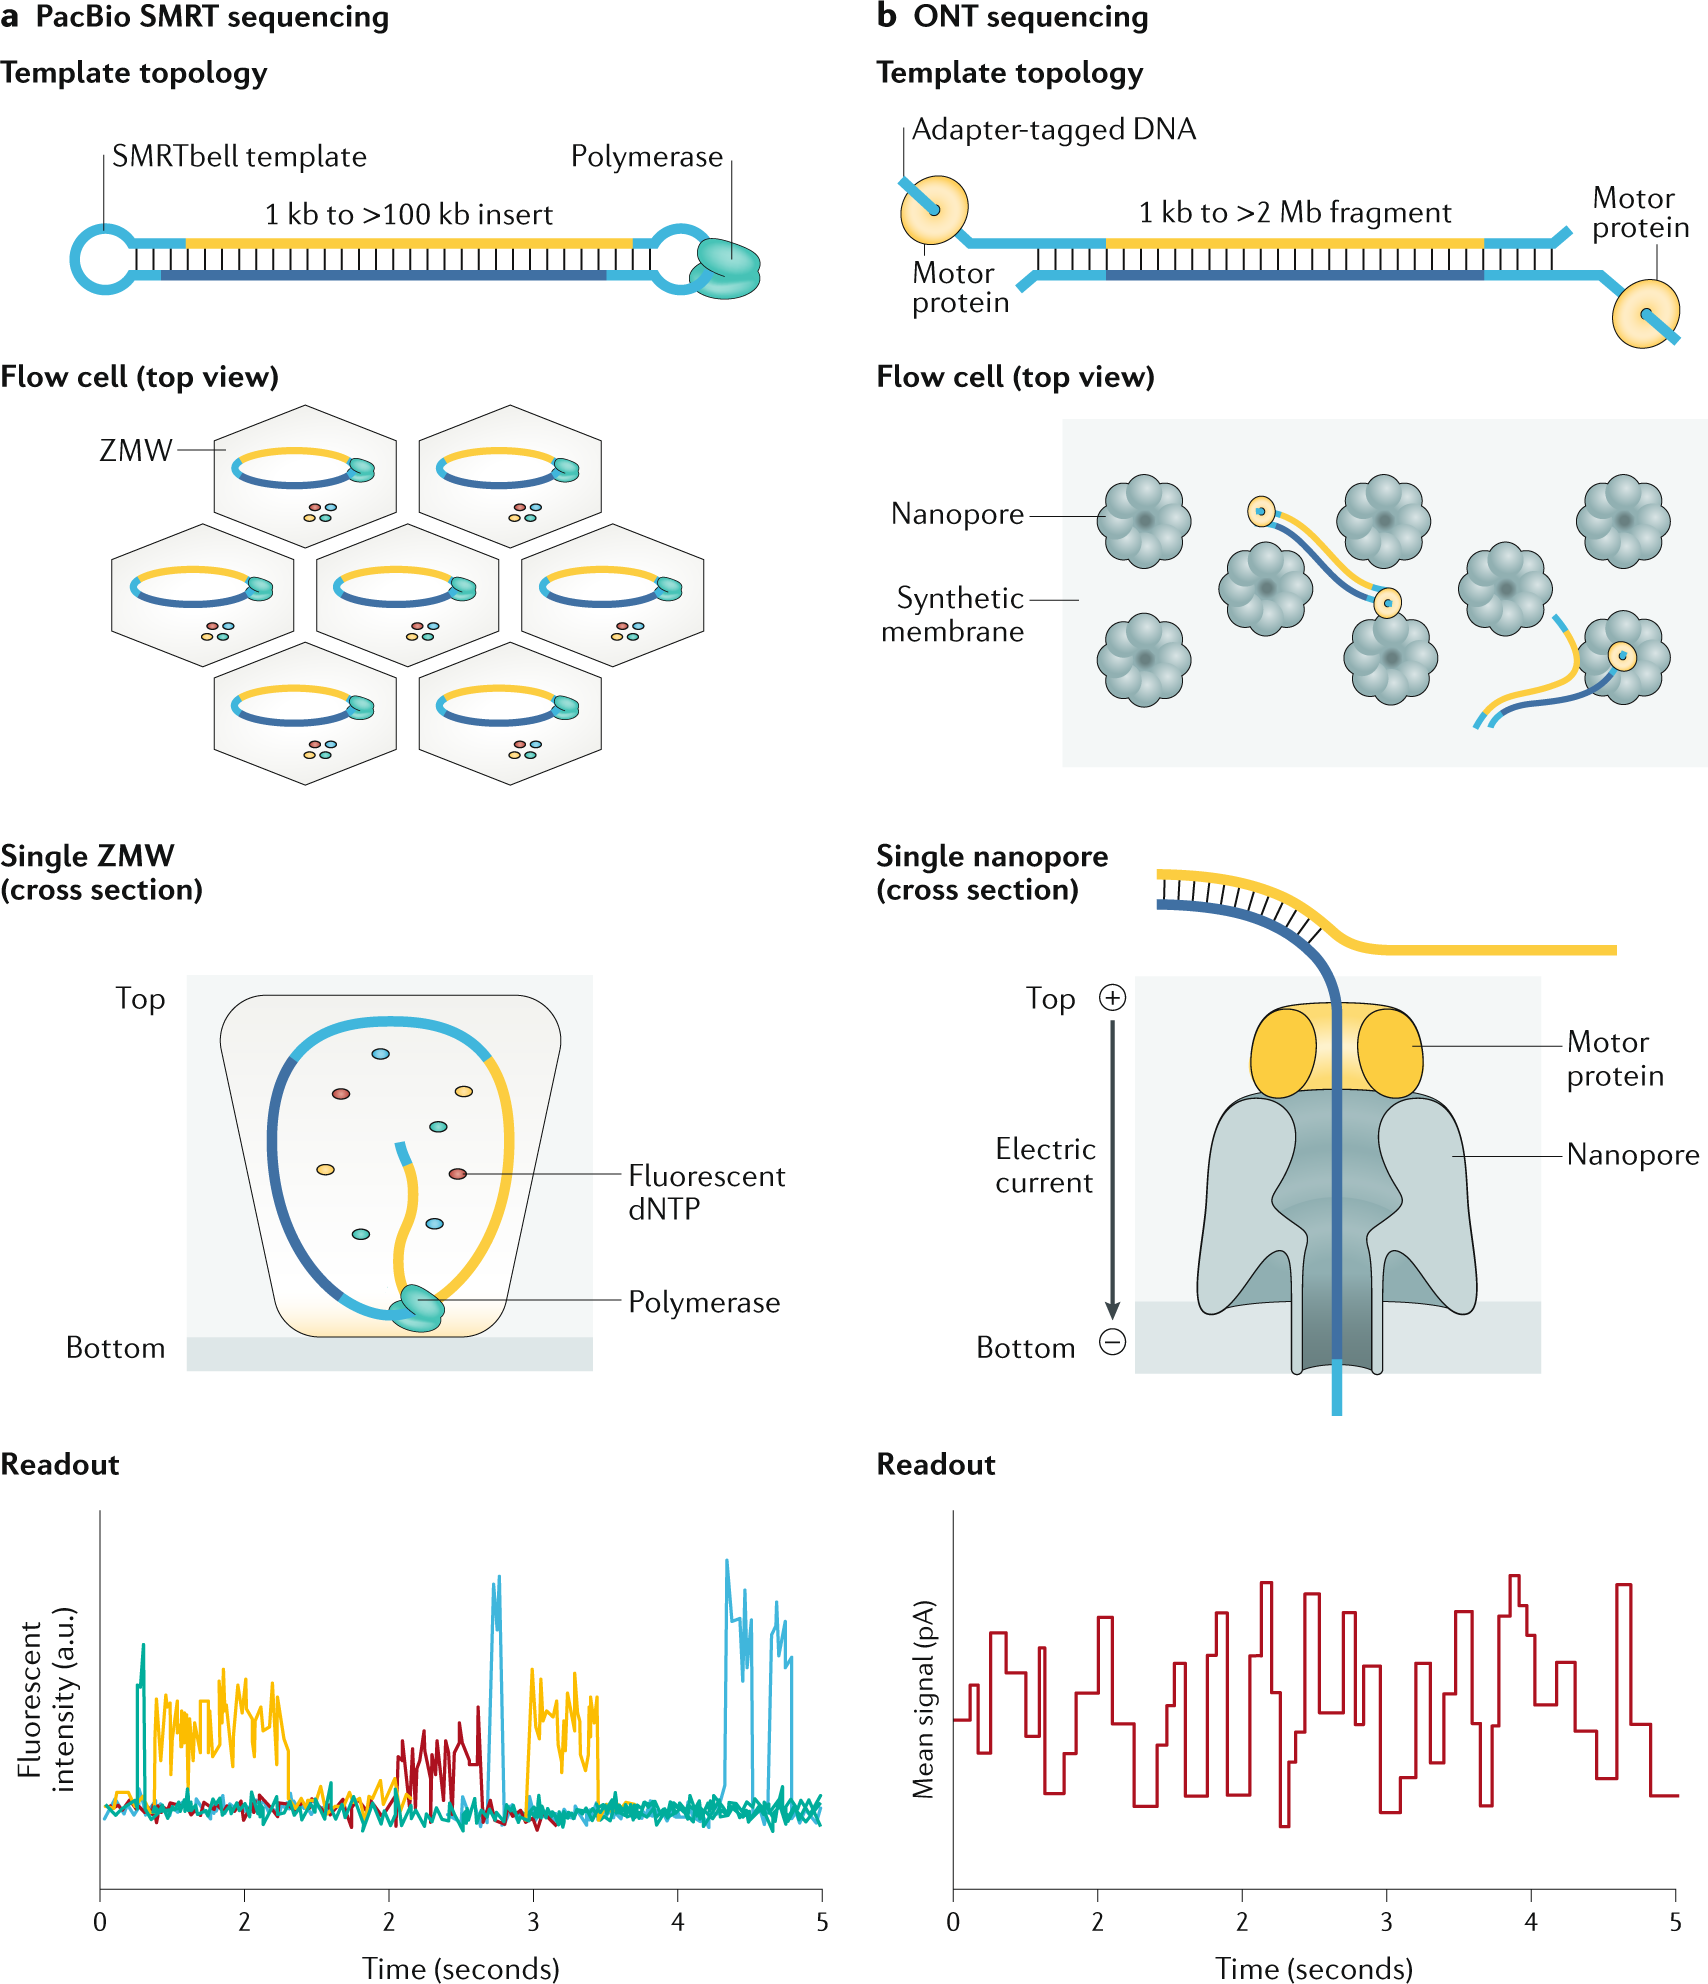 a PacBio SMRT sequencing
Template topology
SMRTbell template
Polymerase
1 kb to >100 kb insert
Flow cell (top view)
ZMW
Single ZMW
(cross section)
Top
Fluorescent
dNTP
Polymerase
Bottom
Readout
Fluorescent
intensity (a.u.)
0 2 2 3 4 5
Time (seconds)
b ONT sequencing
Template topology
Adapter-tagged DNA
Motor
protein
1 kb to >2 Mb fragment
Motor
protein
Flow cell (top view)
Nanopore
Synthetic
membrane
Single nanopore
(cross section)
Top +
Motor
protein
Electric
current
Nanopore
Bottom −
Readout
Mean signal (pA)
0 2 2 3 4 5
Time (seconds)